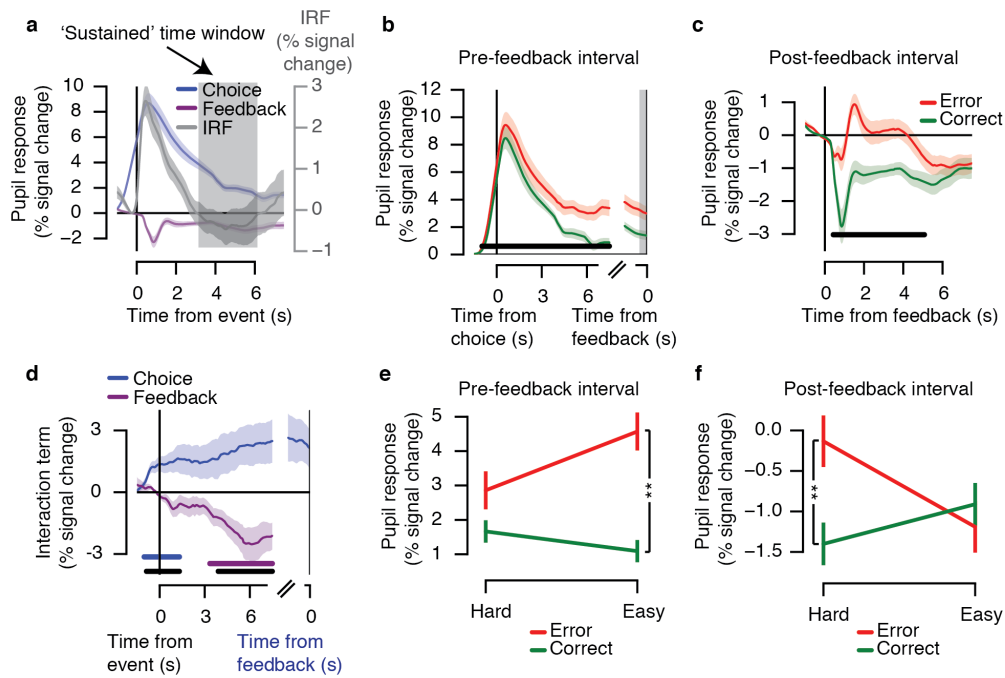 a
‘Sustained’ time window
IRF
(% signal
change)
Pupil response
(% signal change)
10
8
6
4
2
0
−2
Choice
Feedback
IRF
3
2
1
0
−1
0 2 4 6
Time from event (s)
b
Pre-feedback interval
Pupil response
(% signal change)
12
10
8
6
4
2
0
0 3 6 0
Time from
choice (s)
Time from
feedback (s)
c
Post-feedback interval
Pupil response
(% signal change)
1
0
−1
−2
−3
Error
Correct
0 2 4 6
Time from feedback (s)
d
Choice
Feedback
Interaction term
(% signal change)
3
0
-3
0 3 6 0
Time from
event (s)
Time from
feedback (s)
e
Pre-feedback interval
Pupil response
(% signal change)
5
4
3
2
1
**
Hard Easy
Error
Correct
f
Post-feedback interval
Pupil response
(% signal change)
0.0
−0.5
−1.0
−1.5
**
Hard Easy
Error
Correct